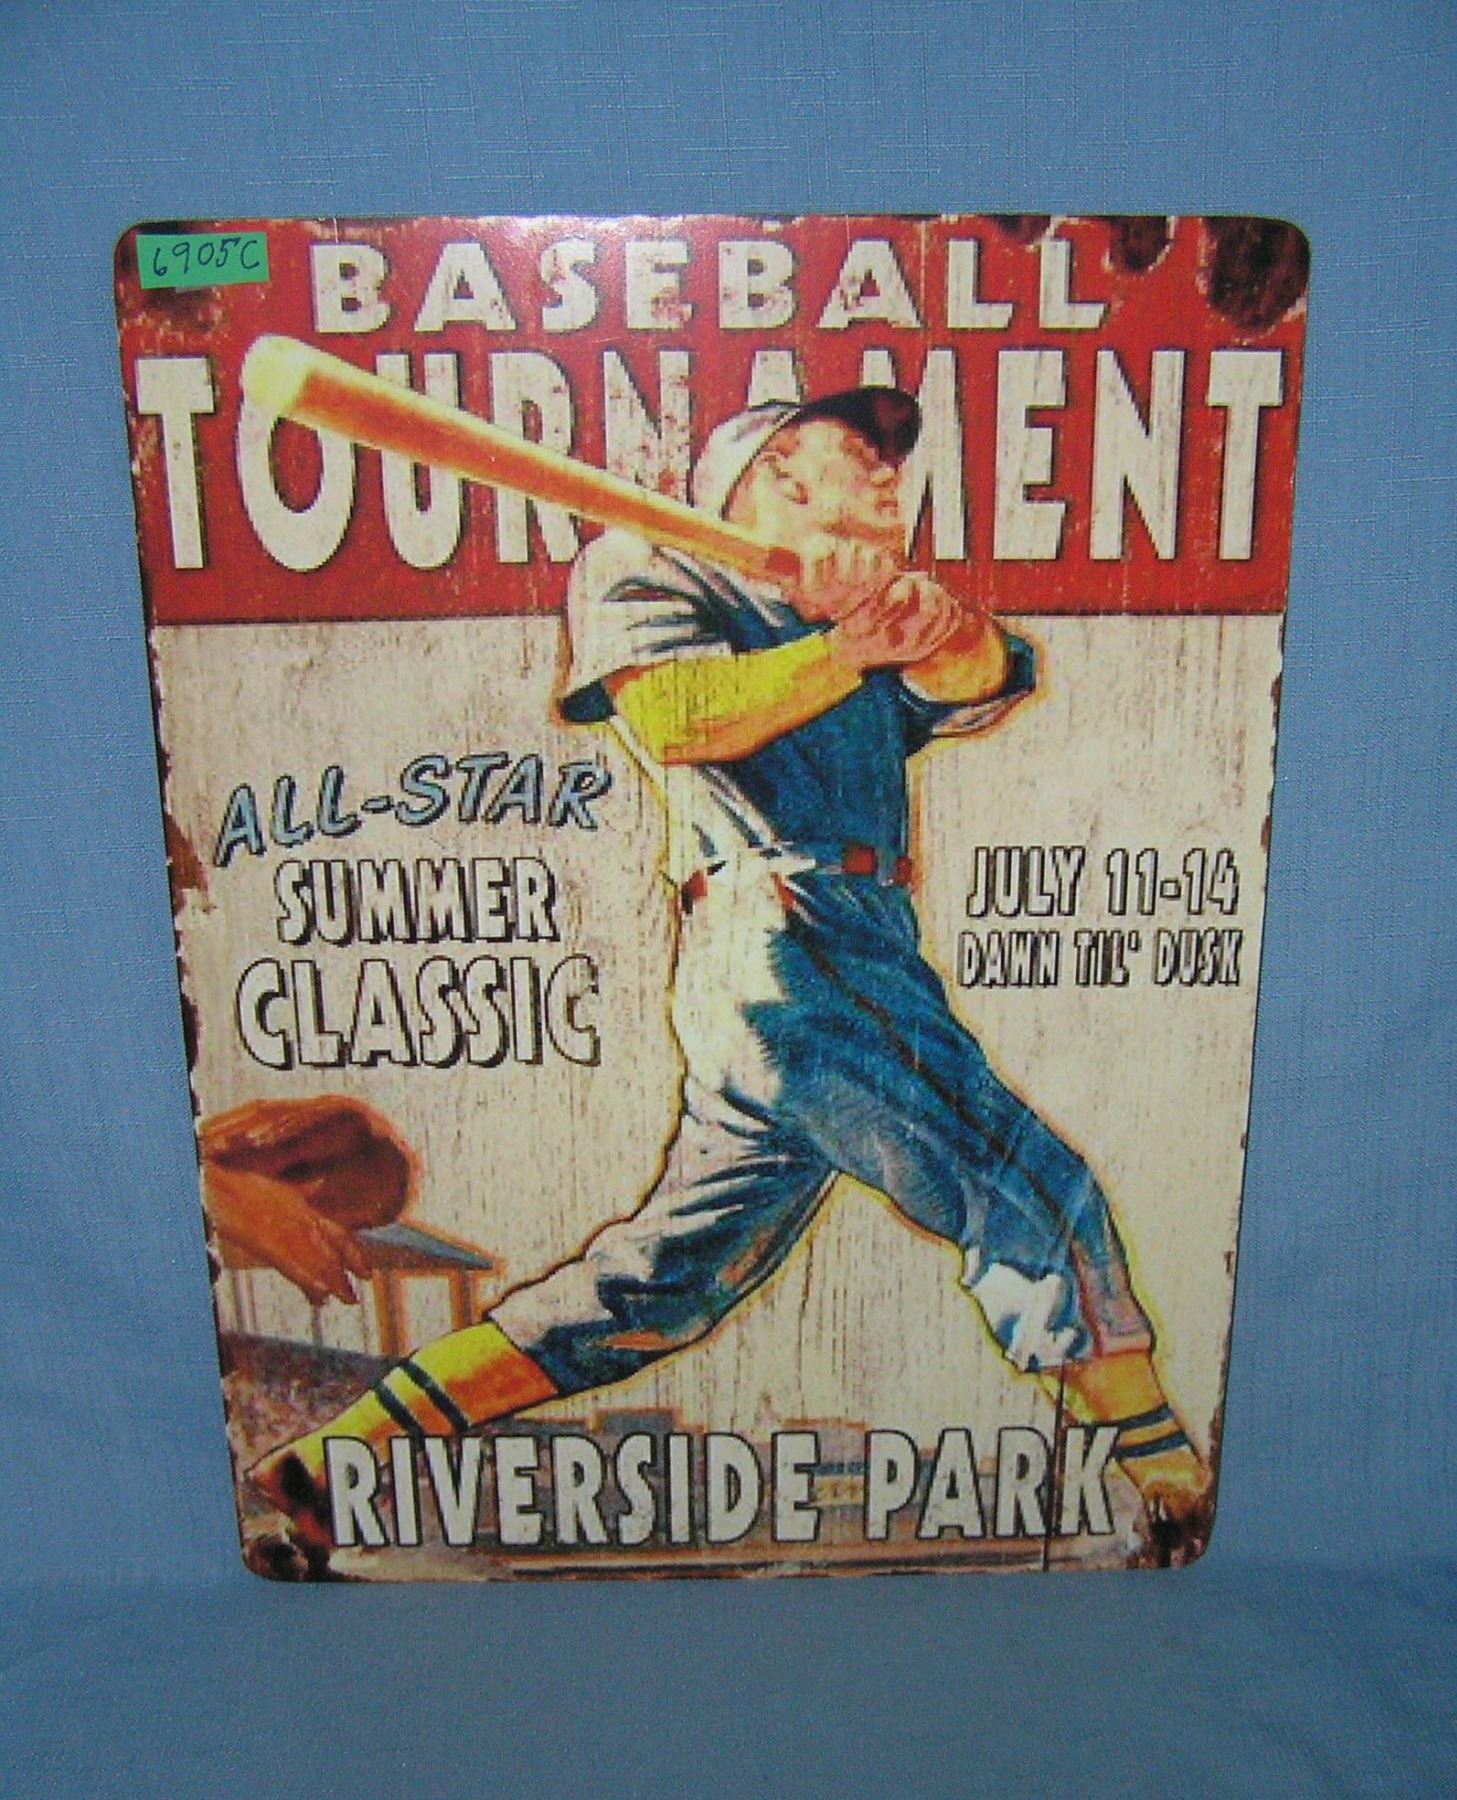 6905C
BASEBALL
TOURNAMENT
ALL-STAR
SUMMER
CLASSIC
JULY 11-14
DAWN TIL' DUSK
RIVERSIDE PARK